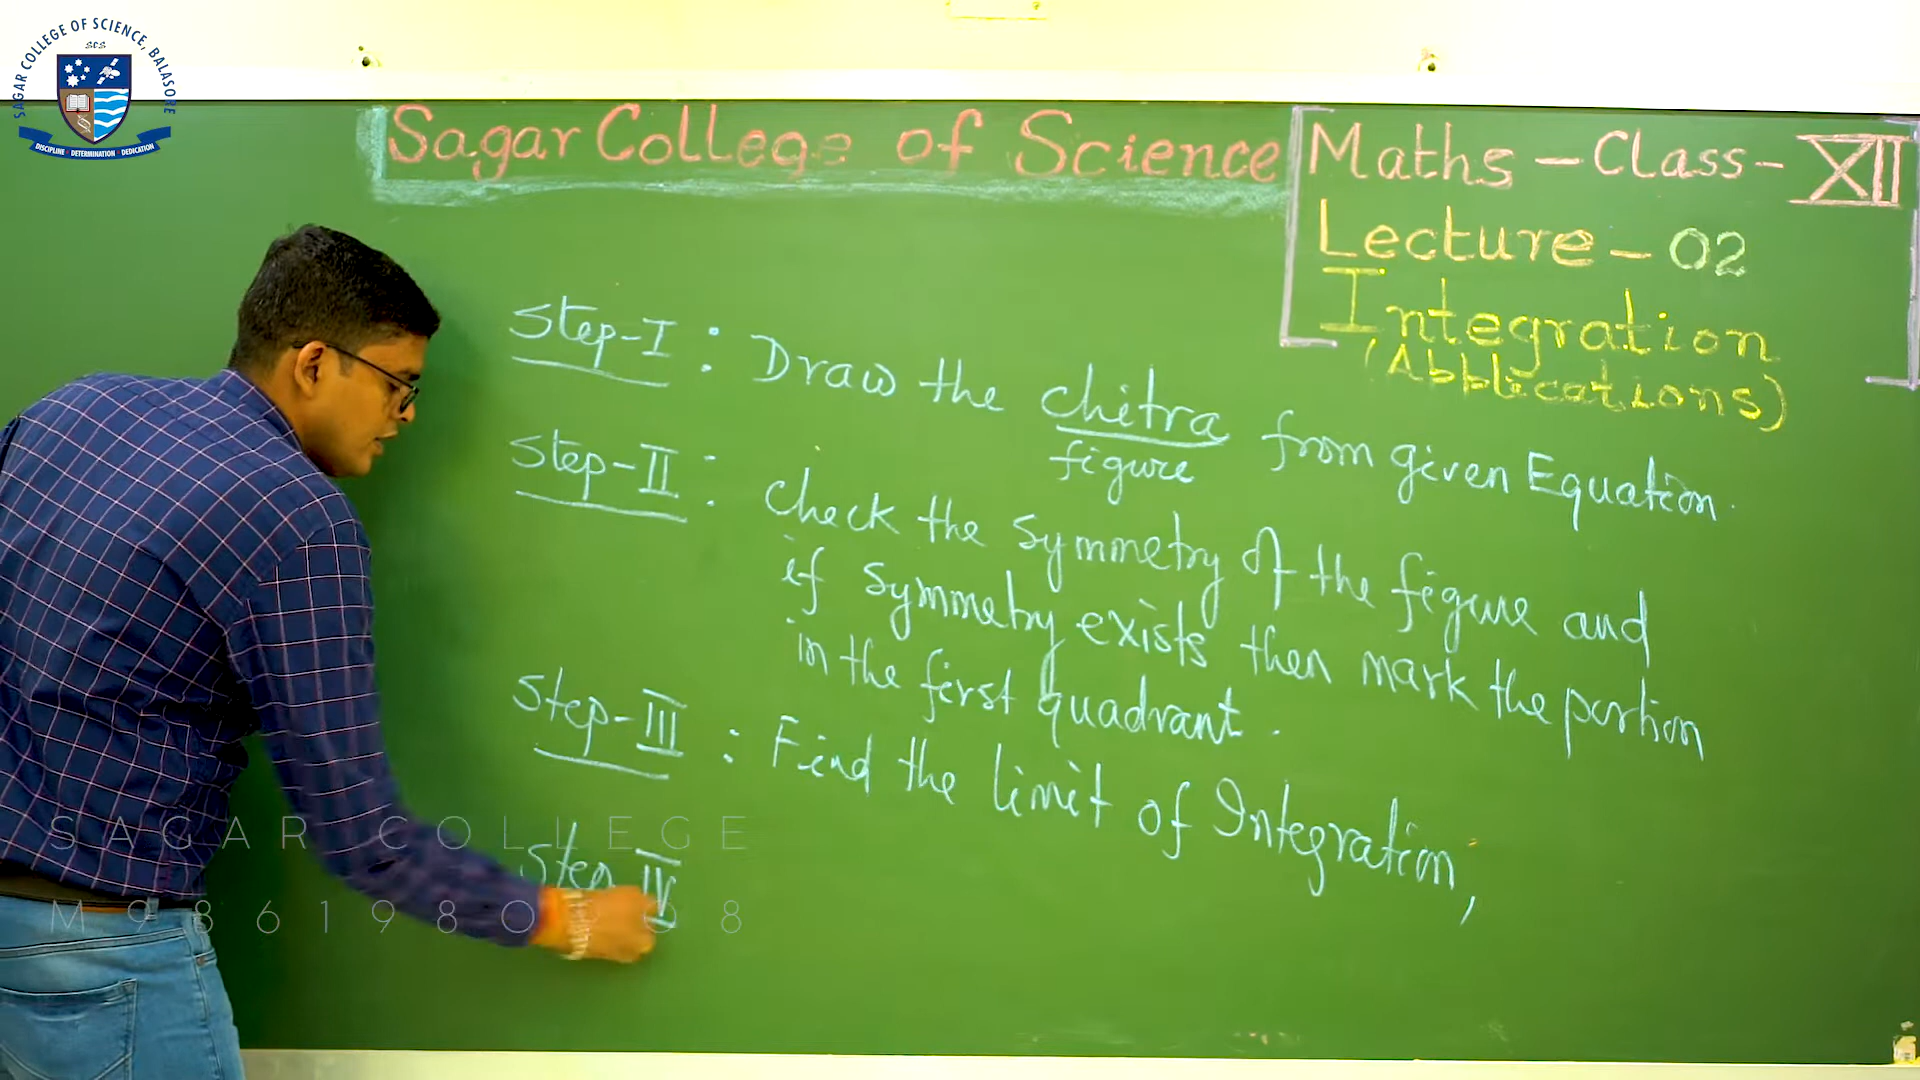 SAGAR COLLEGE OF SCIENCE, BALASORE
SCS
DISCIPLINE • DETERMINATION • DEDICATION
Sagar College of Science
Maths - Class - XII
Lecture - 02
Integration
(Applications)
Step-I : Draw the chitra from given Equation.
figure
Step-II : Check the symmetry of the figure and
if symmetry exists then mark the portion
in the first quadrant.
Step-III : Find the limit of Integration,
Step IV
SAGAR COLLEGE